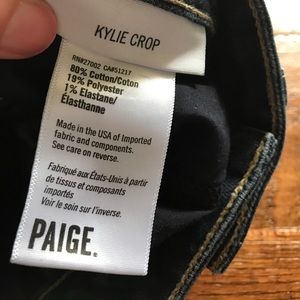 KYLIE CROP
RN#27002 CA#51217
80% Cotton/Coton
19% Polyester
1% Elastane/
Élasthanne
Made in the USA of Imported
fabric and components.
See care on reverse.
Fabriqué aux États-Unis à partir
de tissus et composants
importés
Voir le soin sur l'inverse.
PAIGE.